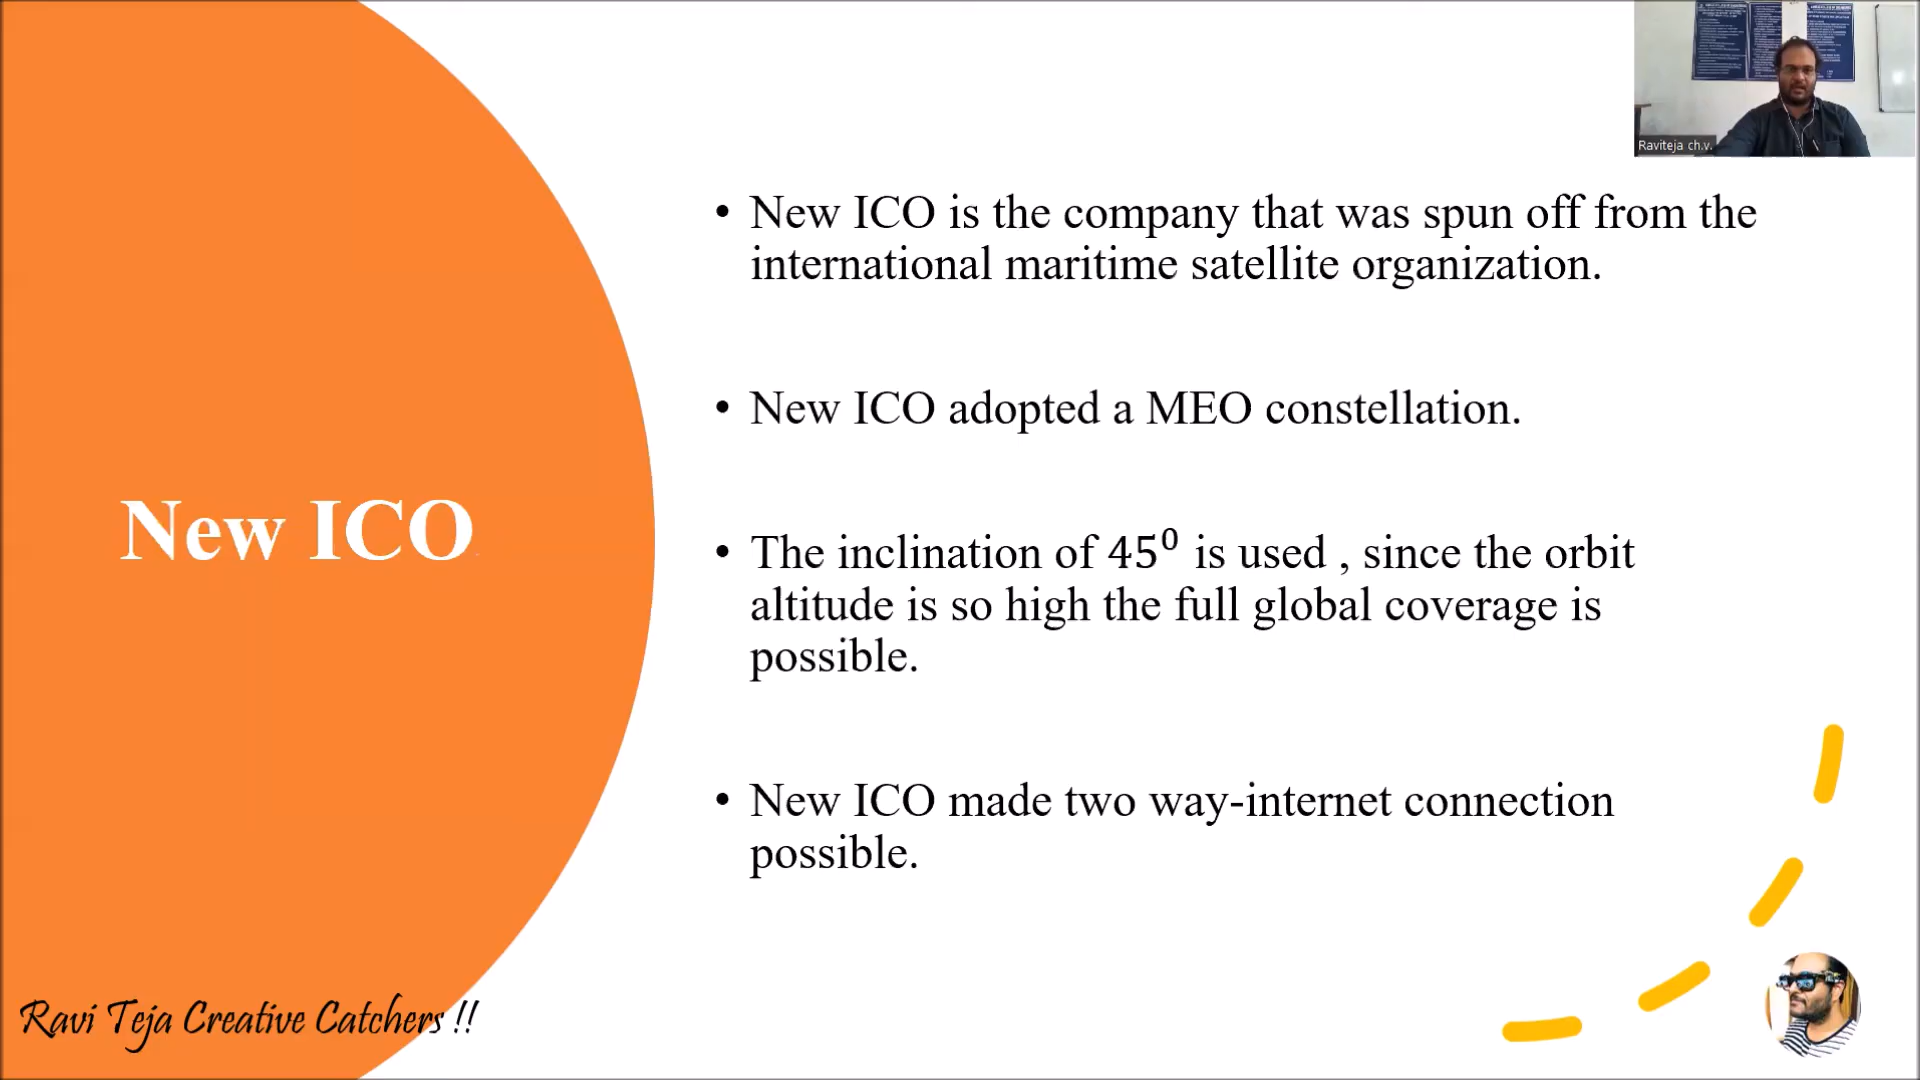 Raviteja ch.v.
New ICO
• New ICO is the company that was spun off from the
international maritime satellite organization.
• New ICO adopted a MEO constellation.
• The inclination of 45⁰ is used , since the orbit
altitude is so high the full global coverage is
possible.
• New ICO made two way-internet connection
possible.
Ravi Teja Creative Catchers !!